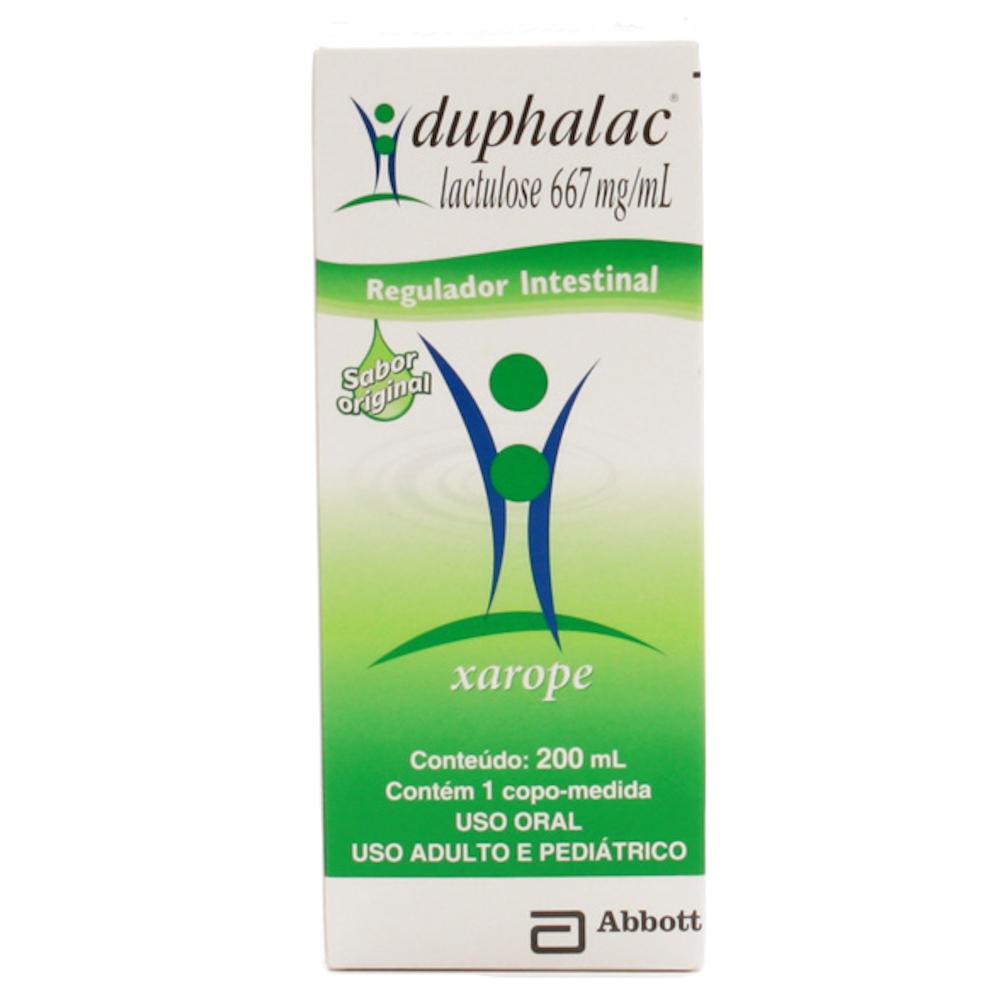 duphalac®
lactulose 667 mg/mL
Regulador Intestinal
Sabor
original
xarope
Conteúdo: 200 mL
Contém 1 copo-medida
USO ORAL
USO ADULTO E PEDIÁTRICO
Abbott